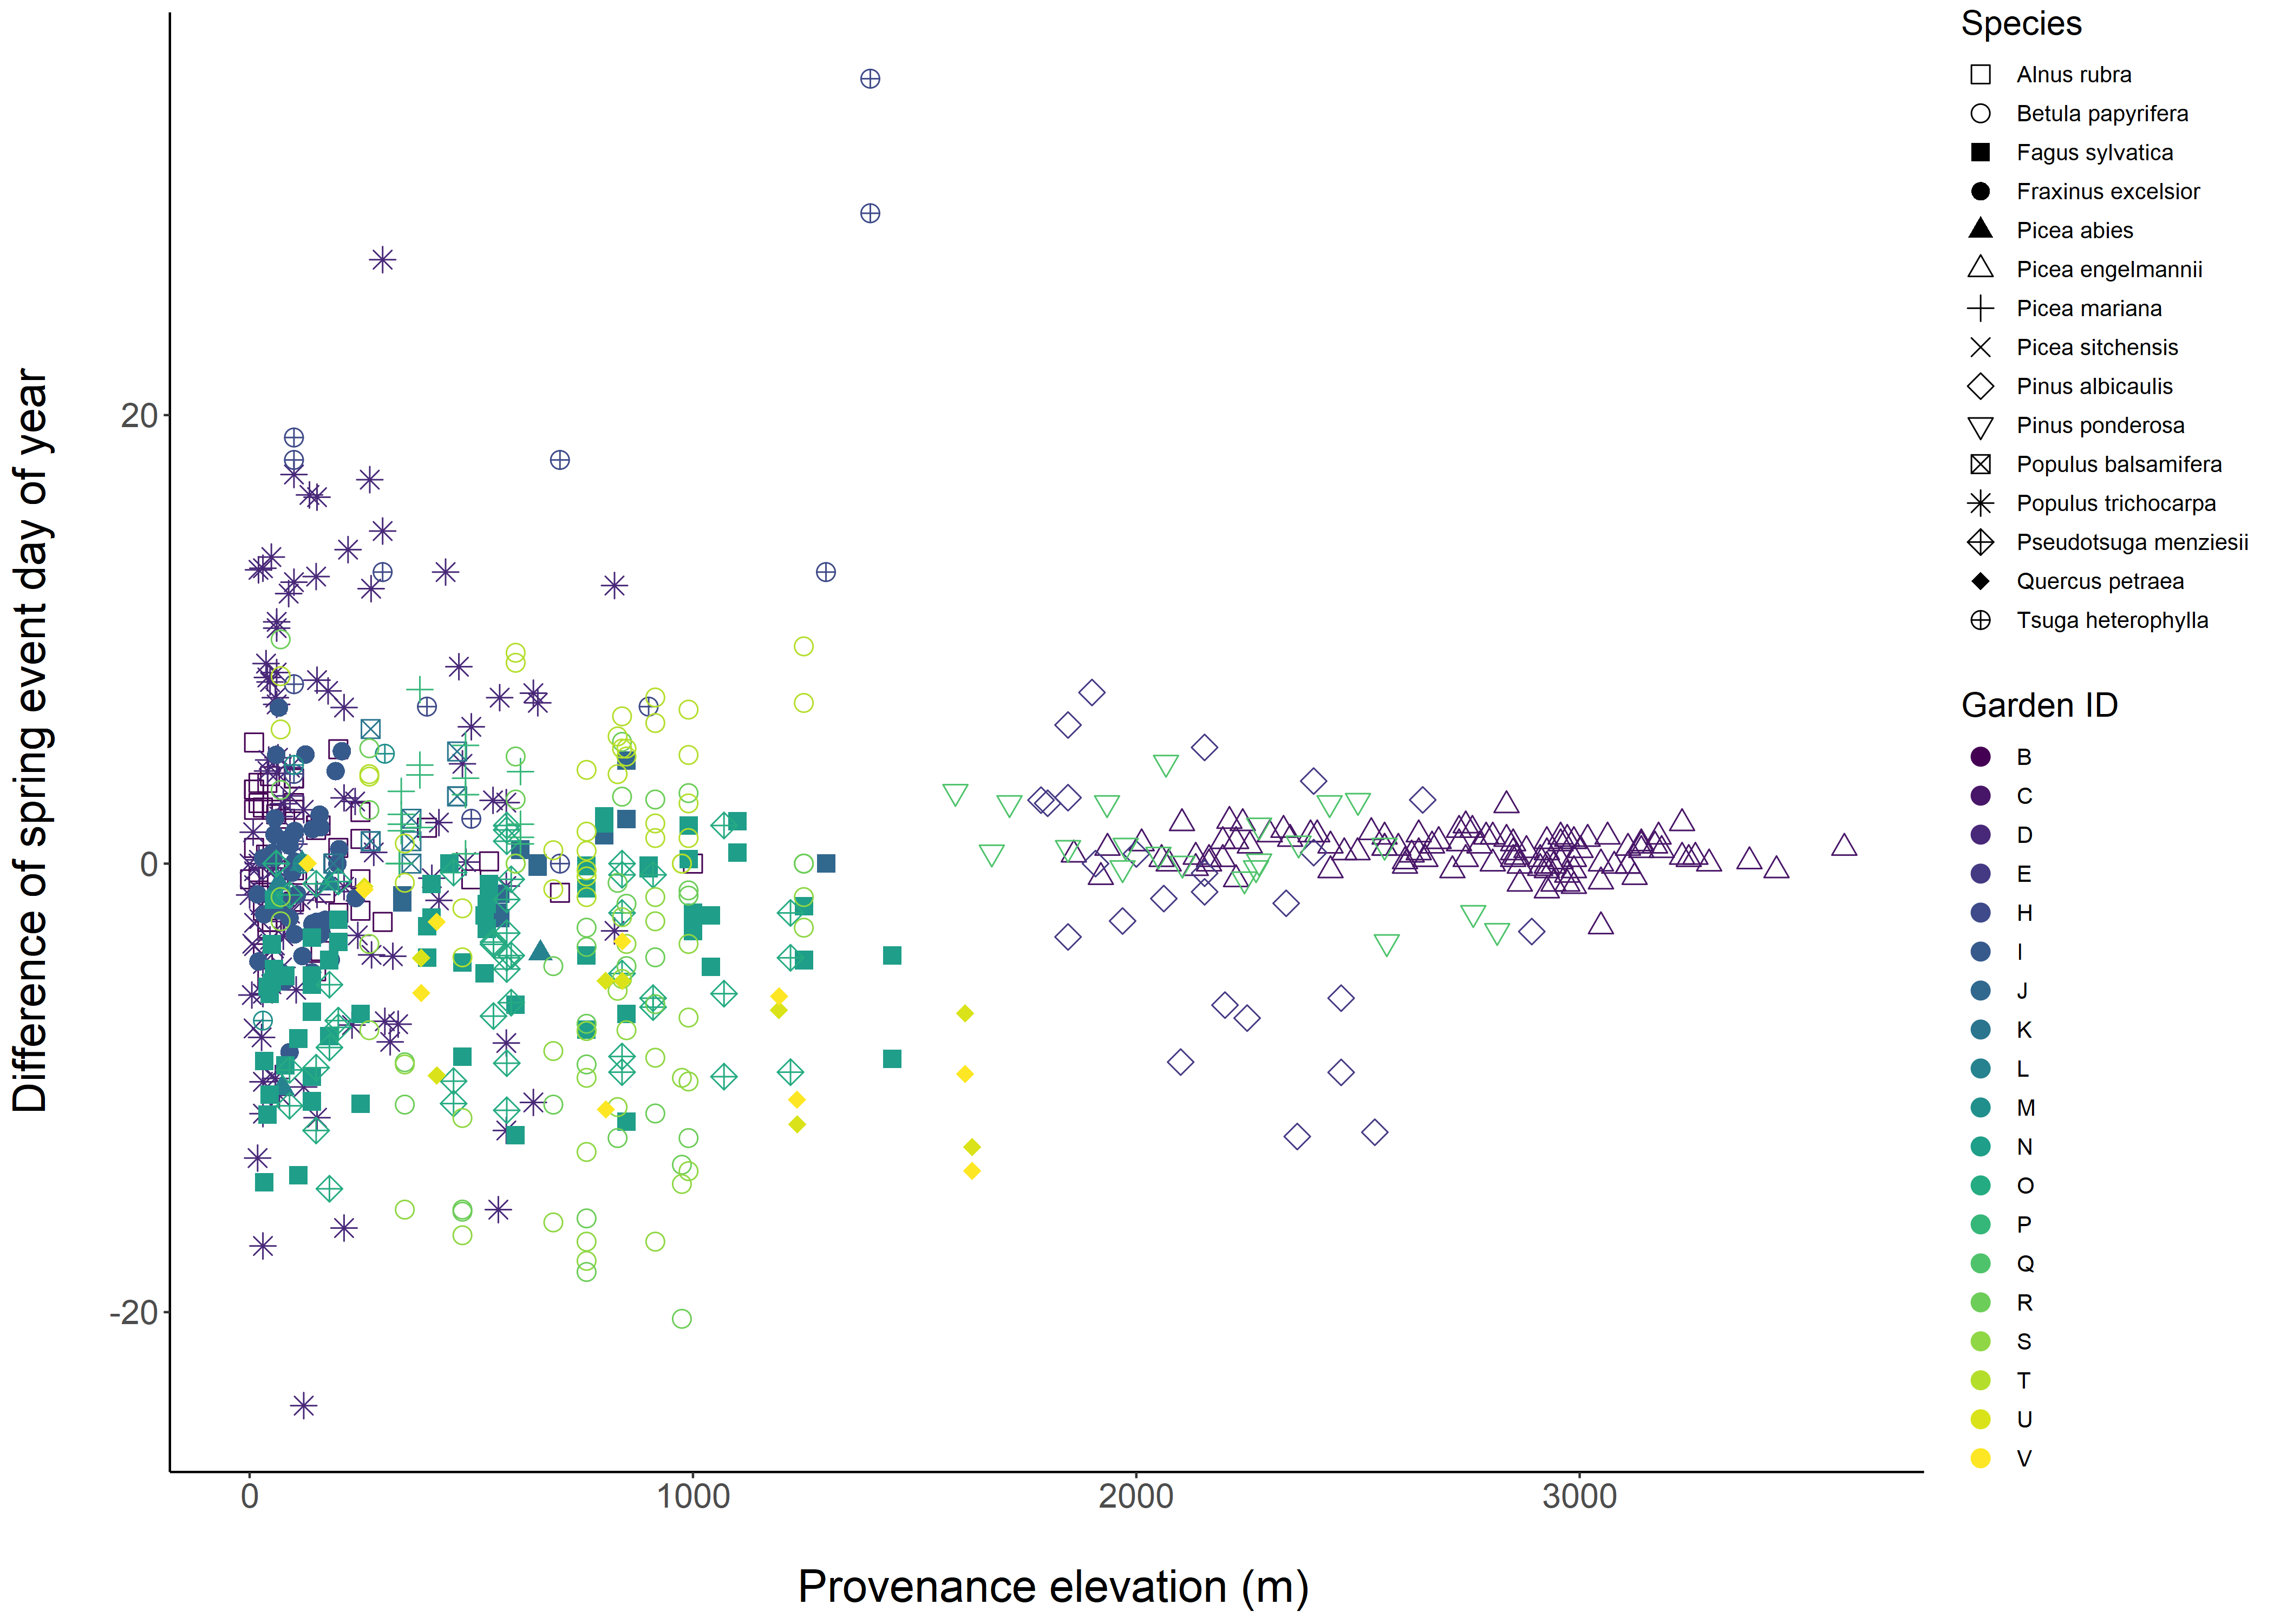 Difference of spring event day of year
20
0
-20
0
1000
2000
3000
Provenance elevation (m)
Species
Alnus rubra
Betula papyrifera
Fagus sylvatica
Fraxinus excelsior
Picea abies
Picea engelmannii
Picea mariana
Picea sitchensis
Pinus albicaulis
Pinus ponderosa
Populus balsamifera
Populus trichocarpa
Pseudotsuga menziesii
Quercus petraea
Tsuga heterophylla
Garden ID
B
C
D
E
H
I
J
K
L
M
N
O
P
Q
R
S
T
U
V